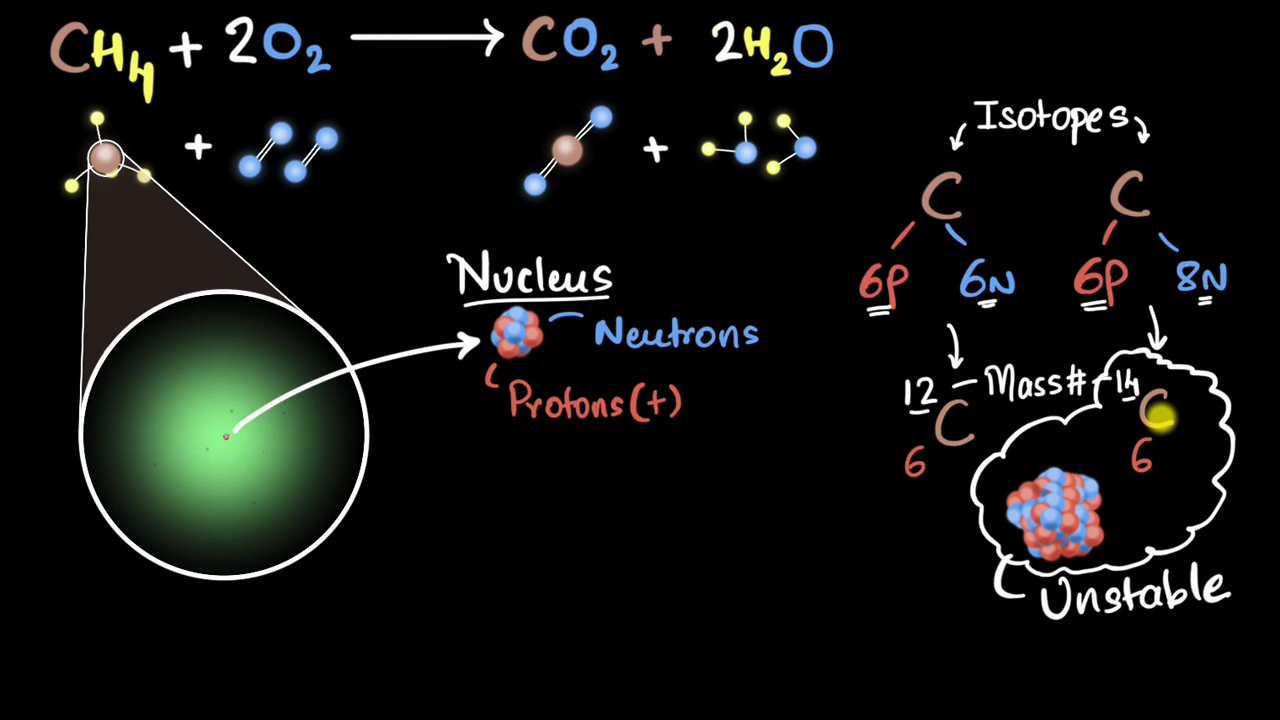 CH4 + 2O2 → CO2 + 2H2O
+
+
Isotopes
C C
6P 6N 6P 8N
Nucleus
Neutrons
Protons(+)
12 – Mass# – 14
C C
6 6
Unstable